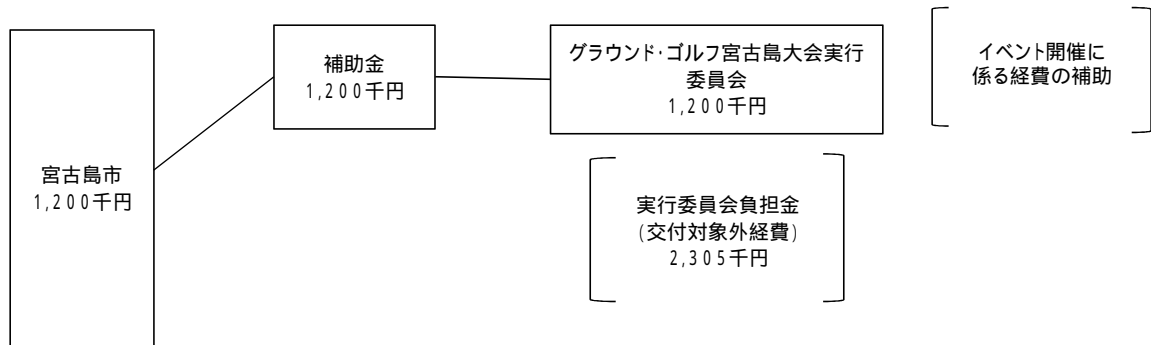 宮古島市
1,200千円
補助金
1,200千円
グラウンド・ゴルフ宮古島大会実行
委員会
1,200千円
イベント開催に
係る経費の補助
実行委員会負担金
(交付対象外経費)
2,305千円